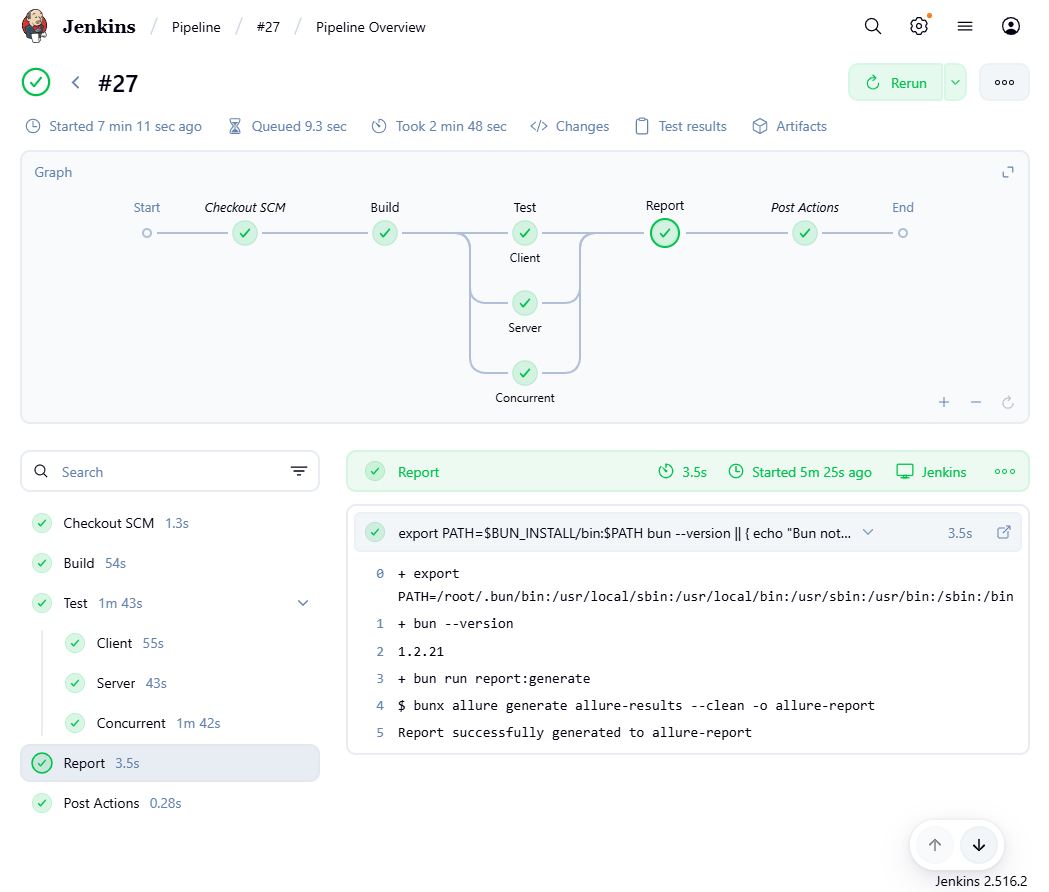 Jenkins / Pipeline / #27 / Pipeline Overview
#27
Rerun
Started 7 min 11 sec ago Queued 9.3 sec Took 2 min 48 sec Changes Test results Artifacts
Graph
Start Checkout SCM Build Test Report Post Actions End
Client
Server
Concurrent
Search
Checkout SCM 1.3s
Build 54s
Test 1m 43s
Client 55s
Server 43s
Concurrent 1m 42s
Report 3.5s
Post Actions 0.28s
Report 3.5s Started 5m 25s ago Jenkins
export PATH=$BUN_INSTALL/bin:$PATH bun --version || { echo "Bun not... 3.5s
0 + export
PATH=/root/.bun/bin:/usr/local/sbin:/usr/local/bin:/usr/sbin:/usr/bin:/sbin:/bin
1 + bun --version
2 1.2.21
3 + bun run report:generate
4 $ bunx allure generate allure-results --clean -o allure-report
5 Report successfully generated to allure-report
Jenkins 2.516.2